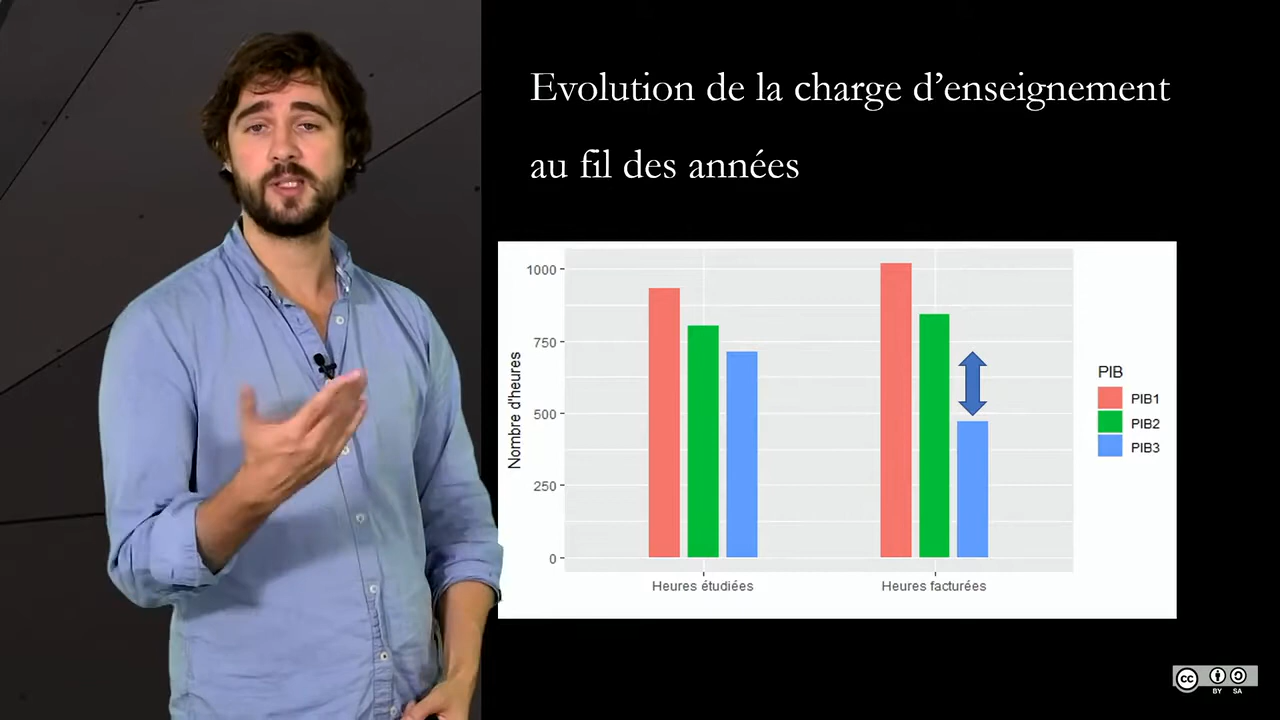 Evolution de la charge d’enseignement
au fil des années
1000
750
500
250
0
Nombre d'heures
Heures étudiées
Heures facturées
PIB
PIB1
PIB2
PIB3
cc
BY SA